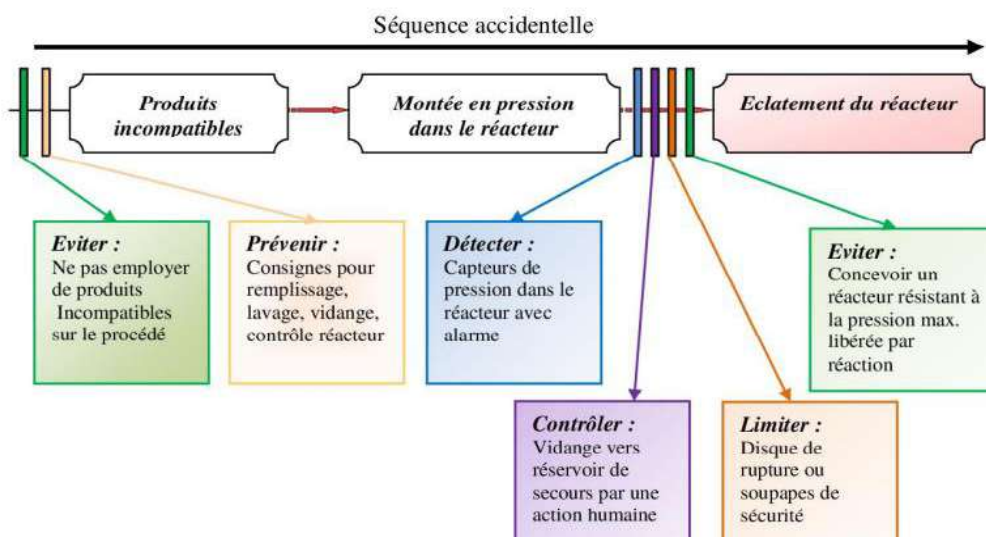 Séquence accidentelle
Produits
incompatibles
Montée en pression
dans le réacteur
Eclatement du réacteur
Eviter :
Ne pas employer
de produits
Incompatibles
sur le procédé
Prévenir :
Consignes pour
remplissage,
lavage, vidange,
contrôle réacteur
Détecter :
Capteurs de
pression dans le
réacteur avec
alarme
Eviter :
Concevoir un
réacteur résistant à
la pression max.
libérée par
réaction
Contrôler :
Vidange vers
réservoir de
secours par une
action humaine
Limiter :
Disque de
rupture ou
soupapes de
sécurité